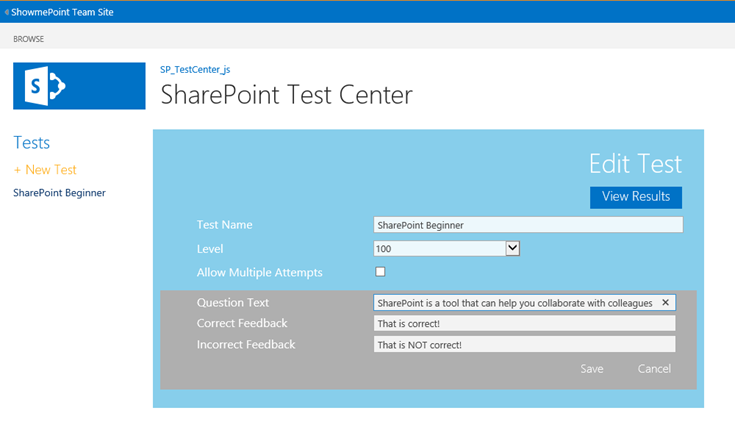 ShowmePoint Team Site
BROWSE
S
SP_TestCenter_js
SharePoint Test Center
Tests
+ New Test
SharePoint Beginner
Edit Test
View Results
Test Name SharePoint Beginner
Level 100
Allow Multiple Attempts
Question Text SharePoint is a tool that can help you collaborate with colleagues
Correct Feedback That is correct!
Incorrect Feedback That is NOT correct!
Save Cancel